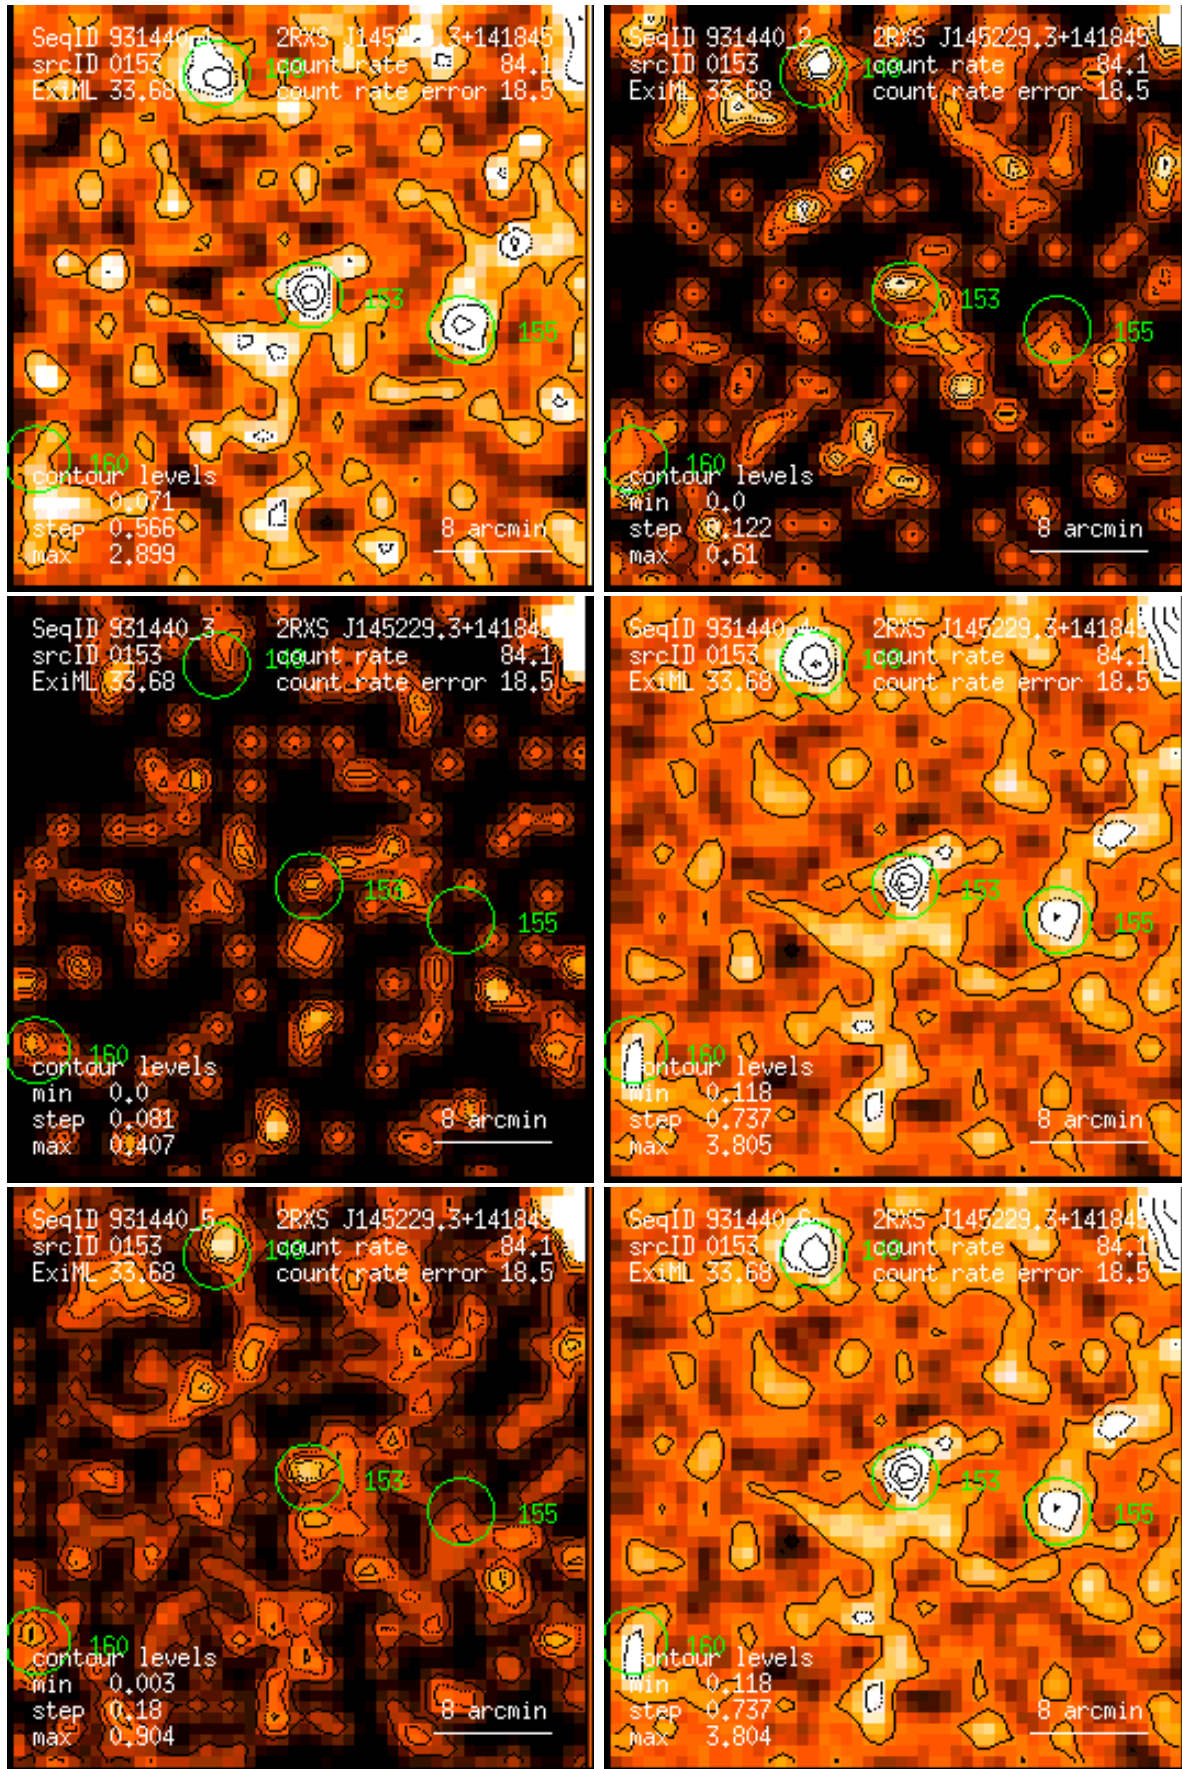 SeqID 931440_1 2RXS J145229.3+141845
srcID 0153 count rate 84.1
ExiML 33.68 count rate error 18.5
153
155
160
contour levels
0.071
step 0.566
max 2.899
8 arcmin
SeqID 931440_2 2RXS J145229.3+141845
srcID 0153 count rate 84.1
ExiML 33.68 count rate error 18.5
153
155
160
contour levels
min 0.0
step 0.122
max 0.61
8 arcmin
SeqID 931440_3 2RXS J145229.3+141845
srcID 0153 count rate 84.1
ExiML 33.68 count rate error 18.5
153
155
160
contour levels
min 0.0
step 0.081
max 0.407
8 arcmin
SeqID 931440_4 2RXS J145229.3+141845
srcID 0153 count rate 84.1
ExiML 33.68 count rate error 18.5
153
155
160
contour levels
min 0.118
step 0.737
max 3.805
8 arcmin
SeqID 931440_5 2RXS J145229.3+141845
srcID 0153 count rate 84.1
ExiML 33.68 count rate error 18.5
153
155
160
contour levels
min 0.003
step 0.18
max 0.904
8 arcmin
SeqID 931440_6 2RXS J145229.3+141845
srcID 0153 count rate 84.1
ExiML 33.68 count rate error 18.5
153
155
160
contour levels
min 0.118
step 0.737
max 3.804
8 arcmin